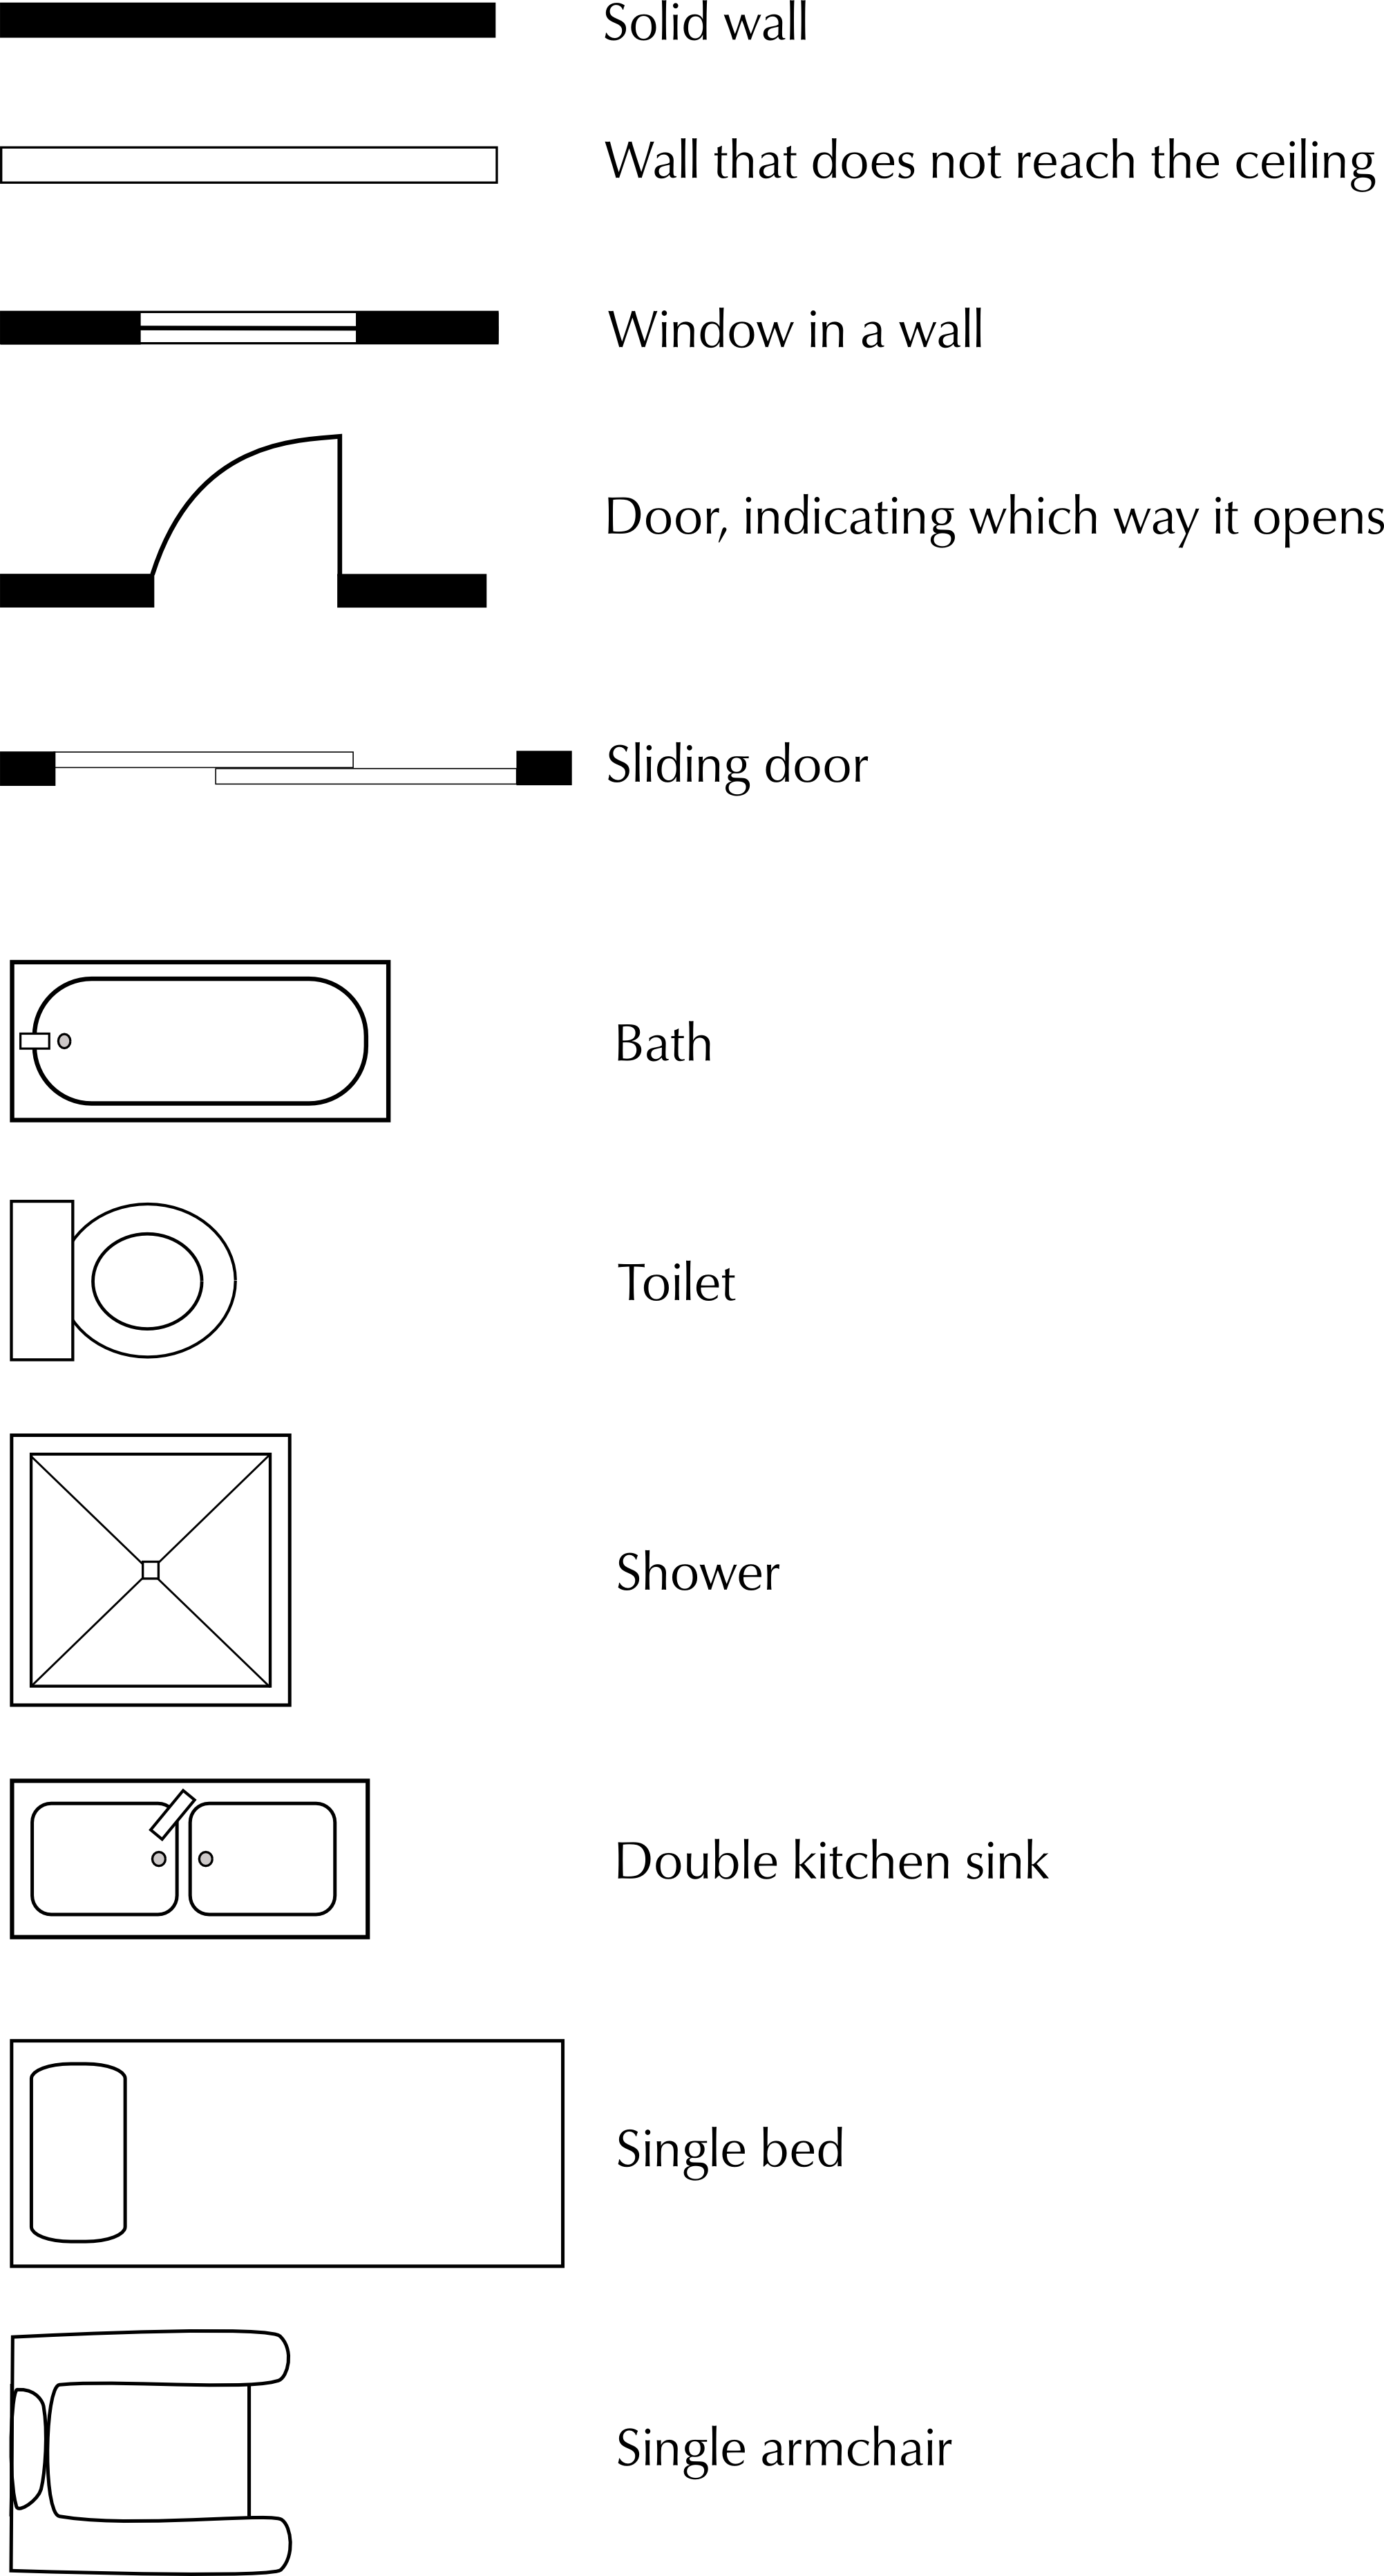 Solid wall
Wall that does not reach the ceiling
Window in a wall
Door, indicating which way it opens
Sliding door
Bath
Toilet
Shower
Double kitchen sink
Single bed
Single armchair